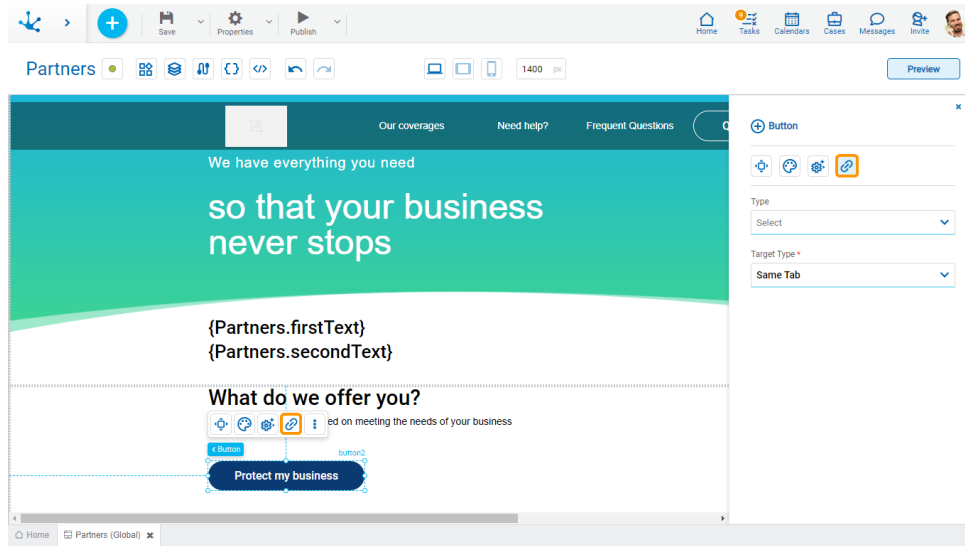 Save
Properties
Publish
Home
9
Tasks
Calendars
Cases
Messages
Invite
Partners
1400 px
Preview
Our coverages
Need help?
Frequent Questions
Q
We have everything you need
so that your business
never stops
{Partners.firstText}
{Partners.secondText}
What do we offer you?
ed on meeting the needs of your business
Button
button2
Protect my business
Button
Type
Select
Target Type *
Same Tab
Home
Partners (Global)